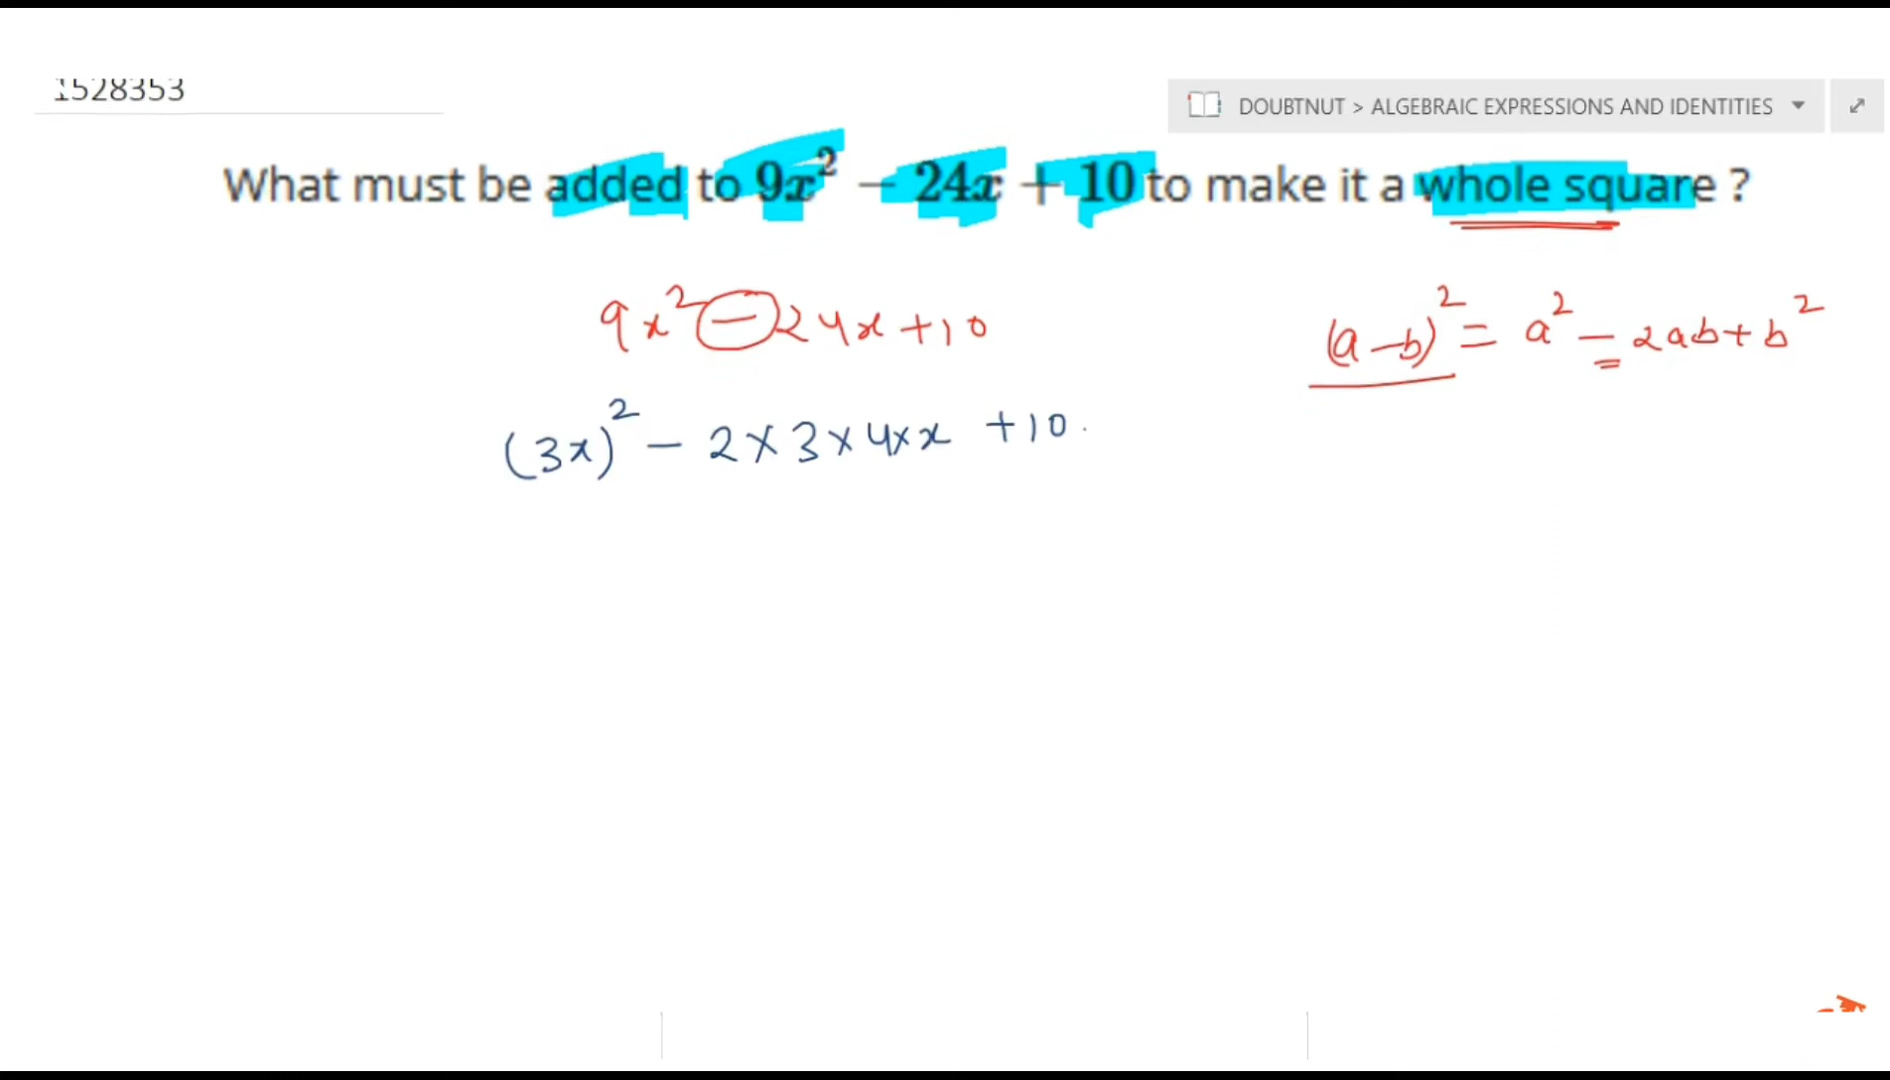 1528353
DOUBTNUT > ALGEBRAIC EXPRESSIONS AND IDENTITIES
What must be added to 9x² − 24x + 10 to make it a whole square ?
9x² − 24x + 10
(a − b)² = a² − 2ab + b²
(3x)² − 2 × 3 × 4 × x + 10.